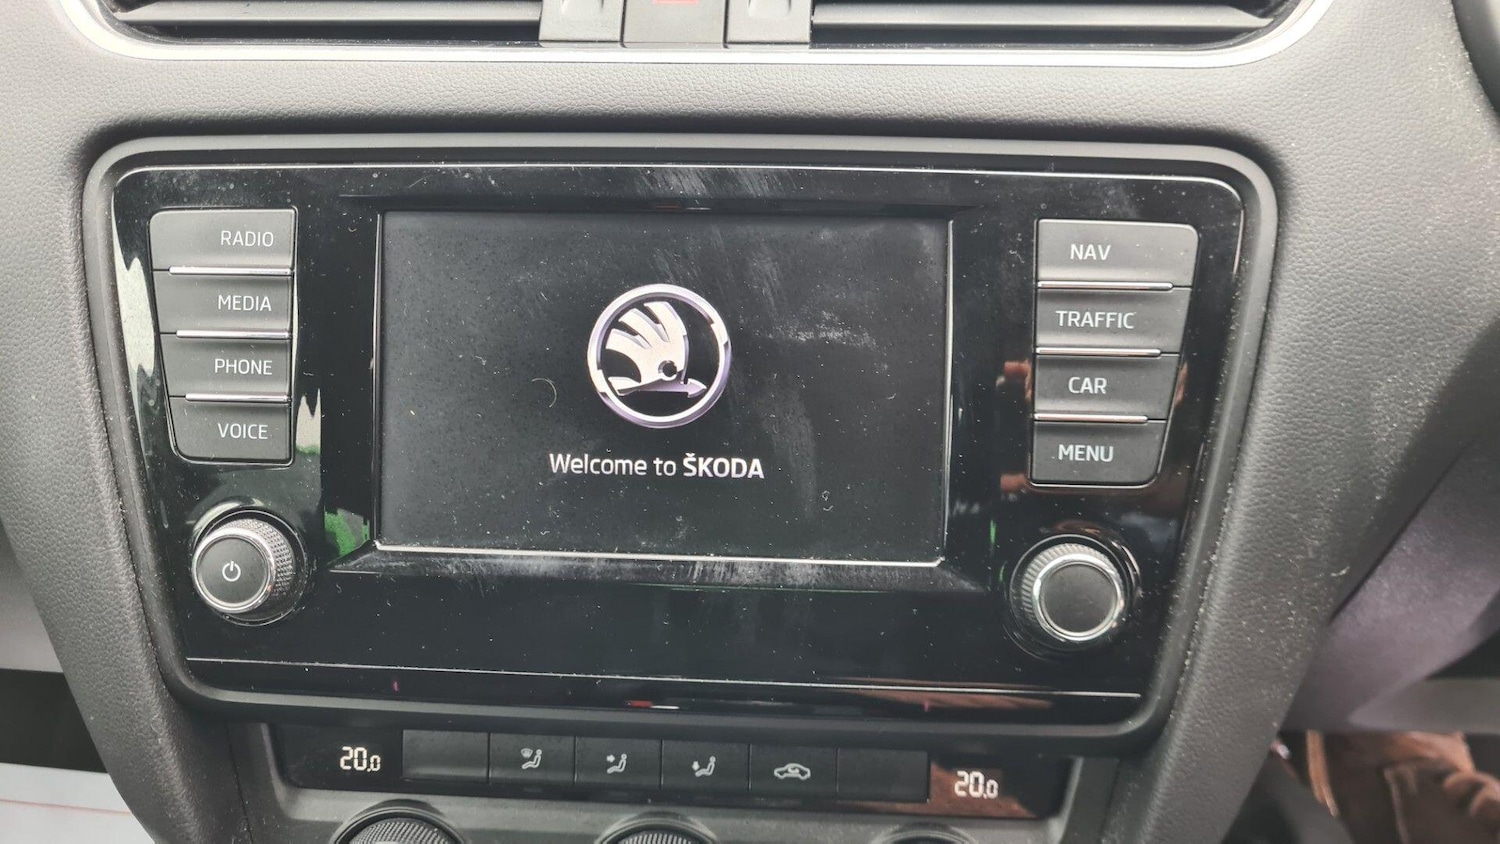 RADIO
MEDIA
PHONE
VOICE
Welcome to ŠKODA
NAV
TRAFFIC
CAR
MENU
20.0
20.0